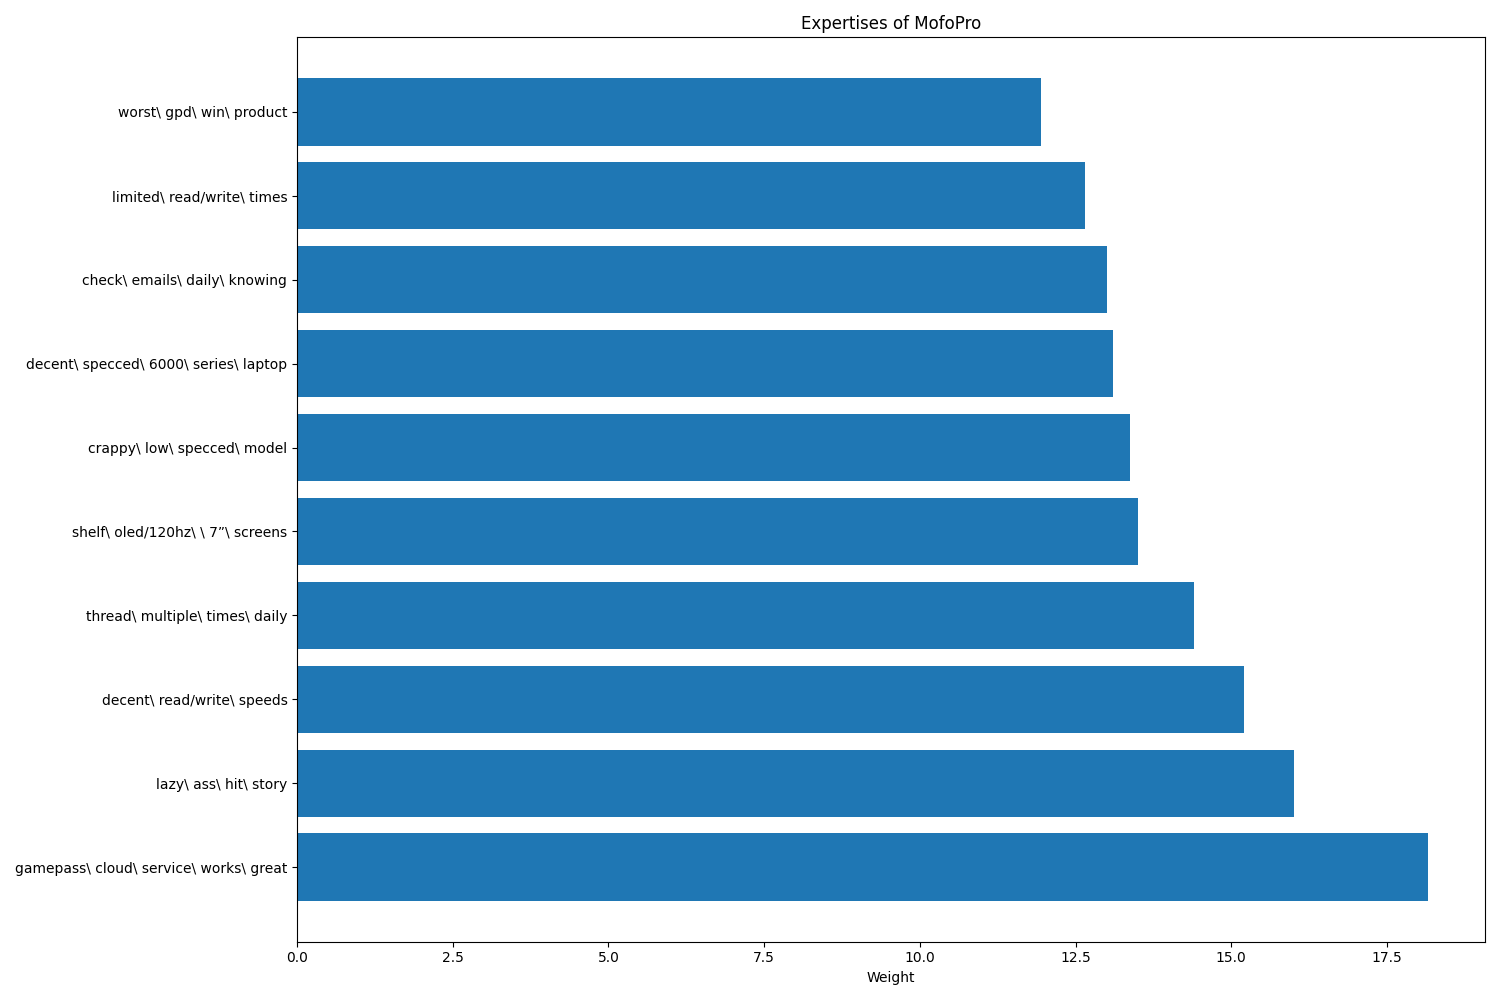 Expertises of MofoPro
worst\ gpd\ win\ product
limited\ read/write\ times
check\ emails\ daily\ knowing
decent\ specced\ 6000\ series\ laptop
crappy\ low\ specced\ model
shelf\ oled/120hz\ \ 7”\ screens
thread\ multiple\ times\ daily
decent\ read/write\ speeds
lazy\ ass\ hit\ story
gamepass\ cloud\ service\ works\ great
0.0 2.5 5.0 7.5 10.0 12.5 15.0 17.5
Weight